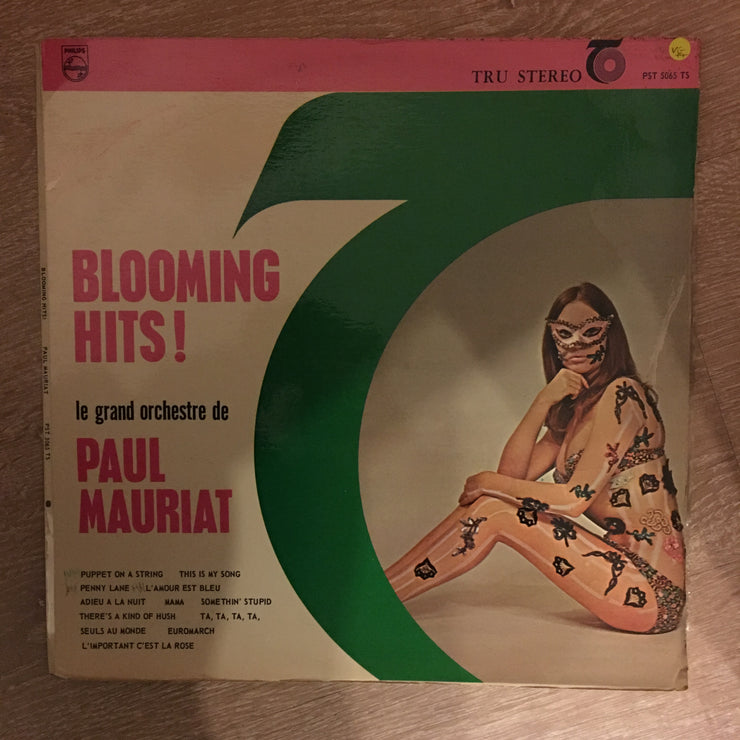 PHILIPS
TRU STEREO
PST 5065 TS
BLOOMING
HITS!
le grand orchestre de
PAUL
MAURIAT
PUPPET ON A STRING THIS IS MY SONG
PENNY LANE L'AMOUR EST BLEU
ADIEU A LA NUIT MAMA SOMETHIN' STUPID
THERE'S A KIND OF HUSH TA, TA, TA, TA,
SEULS AU MONDE EUROMARCH
L'IMPORTANT C'EST LA ROSE
BLOOMING HITS! PAUL MAURIAT PST 5065 TS